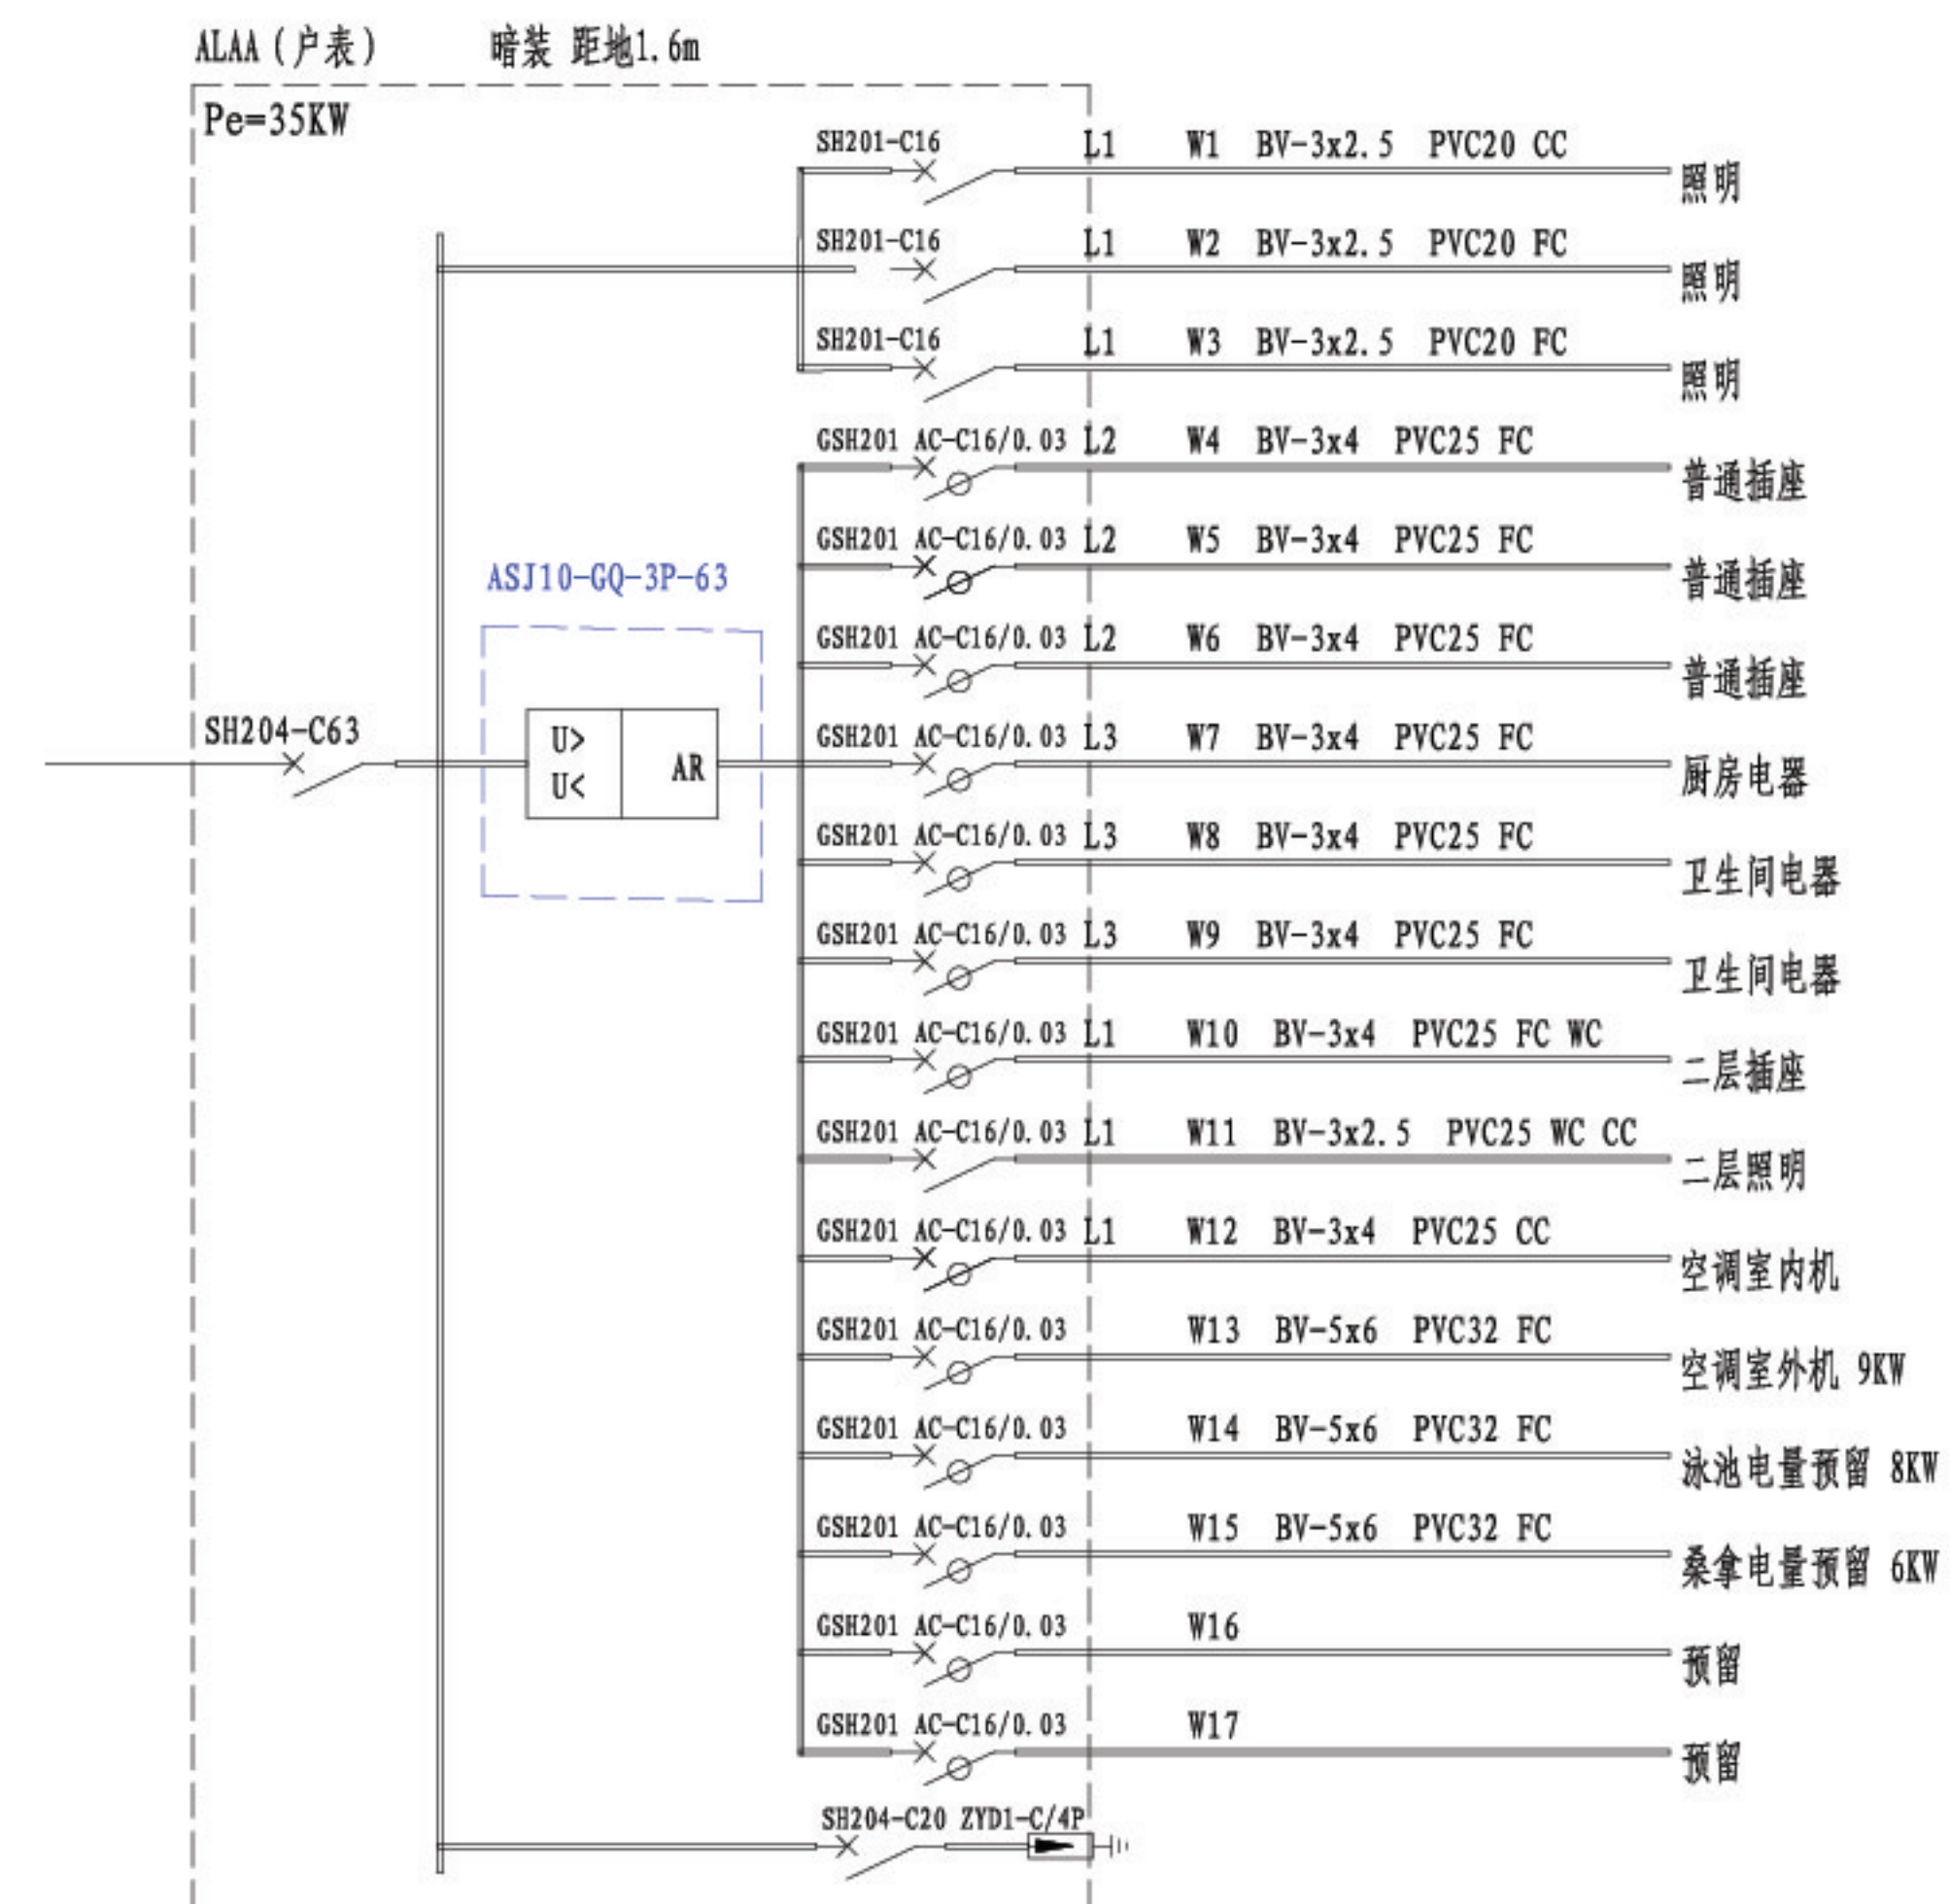 ALAA（户表） 暗装 距地1.6m
Pe=35KW
SH201-C16 L1 W1 BV-3x2.5 PVC20 CC 照明
SH201-C16 L1 W2 BV-3x2.5 PVC20 FC 照明
SH201-C16 L1 W3 BV-3x2.5 PVC20 FC 照明
GSH201 AC-C16/0.03 L2 W4 BV-3x4 PVC25 FC 普通插座
GSH201 AC-C16/0.03 L2 W5 BV-3x4 PVC25 FC 普通插座
ASJ10-GQ-3P-63
GSH201 AC-C16/0.03 L2 W6 BV-3x4 PVC25 FC 普通插座
SH204-C63
U>
U<
AR
GSH201 AC-C16/0.03 L3 W7 BV-3x4 PVC25 FC 厨房电器
GSH201 AC-C16/0.03 L3 W8 BV-3x4 PVC25 FC 卫生间电器
GSH201 AC-C16/0.03 L3 W9 BV-3x4 PVC25 FC 卫生间电器
GSH201 AC-C16/0.03 L1 W10 BV-3x4 PVC25 FC WC 二层插座
GSH201 AC-C16/0.03 L1 W11 BV-3x2.5 PVC25 WC CC 二层照明
GSH201 AC-C16/0.03 L1 W12 BV-3x4 PVC25 CC 空调室内机
GSH201 AC-C16/0.03 W13 BV-5x6 PVC32 FC 空调室外机 9KW
GSH201 AC-C16/0.03 W14 BV-5x6 PVC32 FC 泳池电量预留 8KW
GSH201 AC-C16/0.03 W15 BV-5x6 PVC32 FC 桑拿电量预留 6KW
GSH201 AC-C16/0.03 W16 预留
GSH201 AC-C16/0.03 W17 预留
SH204-C20 ZYD1-C/4P